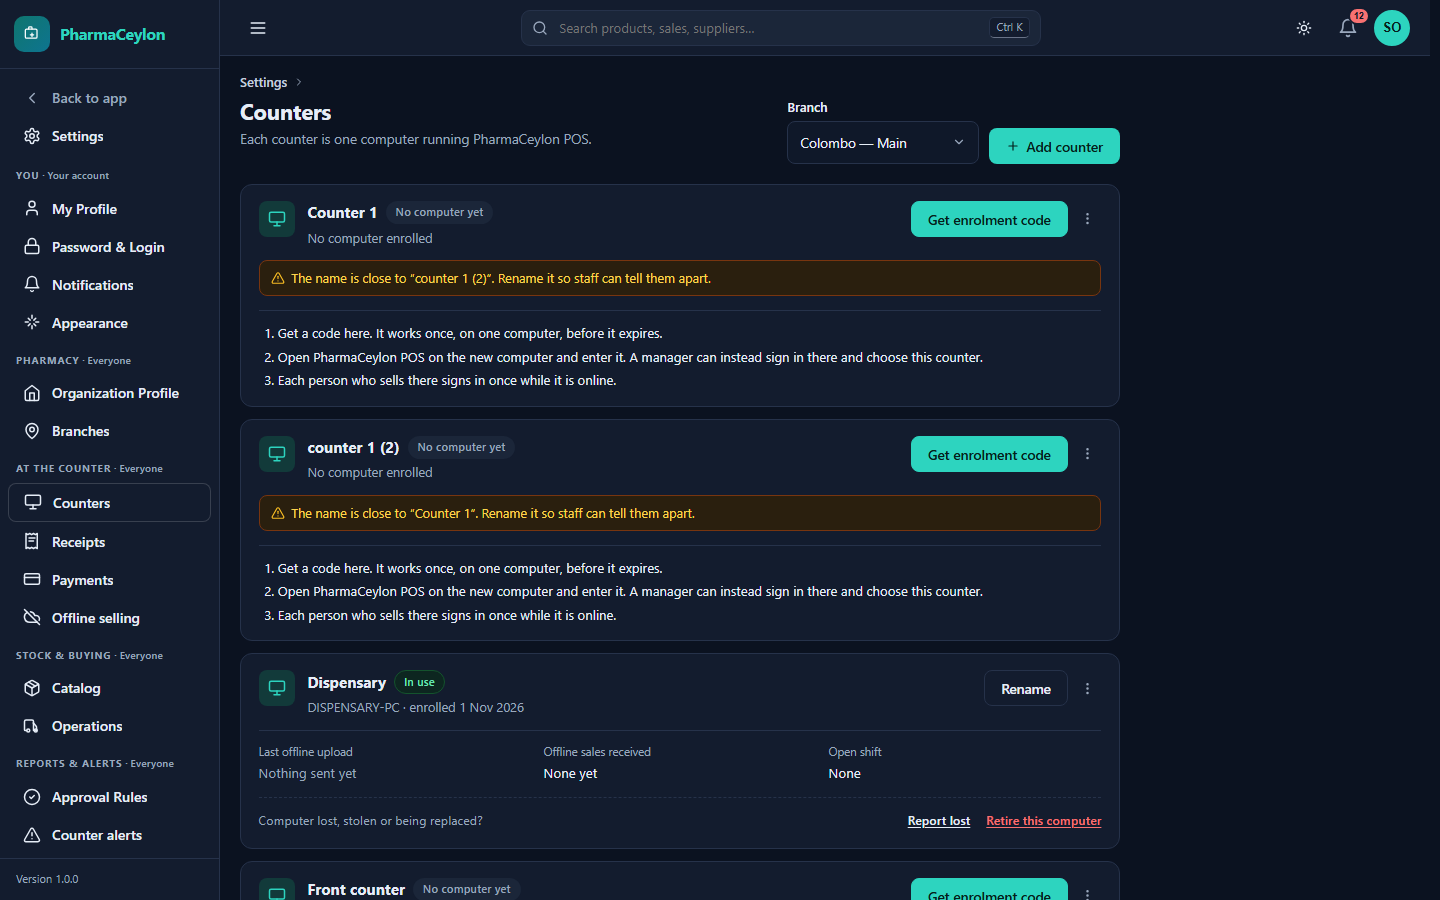 PharmaCeylon
Search products, sales, suppliers...
Ctrl K
12
SO
Back to app
Settings
YOU · Your account
My Profile
Password & Login
Notifications
Appearance
PHARMACY · Everyone
Organization Profile
Branches
AT THE COUNTER · Everyone
Counters
Receipts
Payments
Offline selling
STOCK & BUYING · Everyone
Catalog
Operations
REPORTS & ALERTS · Everyone
Approval Rules
Counter alerts
Version 1.0.0
Settings
Counters
Each counter is one computer running PharmaCeylon POS.
Branch
Colombo — Main
Add counter
Counter 1 No computer yet
No computer enrolled
Get enrolment code
The name is close to “counter 1 (2)”. Rename it so staff can tell them apart.
1. Get a code here. It works once, on one computer, before it expires.
2. Open PharmaCeylon POS on the new computer and enter it. A manager can instead sign in there and choose this counter.
3. Each person who sells there signs in once while it is online.
counter 1 (2) No computer yet
No computer enrolled
Get enrolment code
The name is close to “Counter 1”. Rename it so staff can tell them apart.
1. Get a code here. It works once, on one computer, before it expires.
2. Open PharmaCeylon POS on the new computer and enter it. A manager can instead sign in there and choose this counter.
3. Each person who sells there signs in once while it is online.
Dispensary In use
DISPENSARY-PC · enrolled 1 Nov 2026
Rename
Last offline upload
Nothing sent yet
Offline sales received
None yet
Open shift
None
Computer lost, stolen or being replaced?
Report lost
Retire this computer
Front counter No computer yet
Get enrolment code